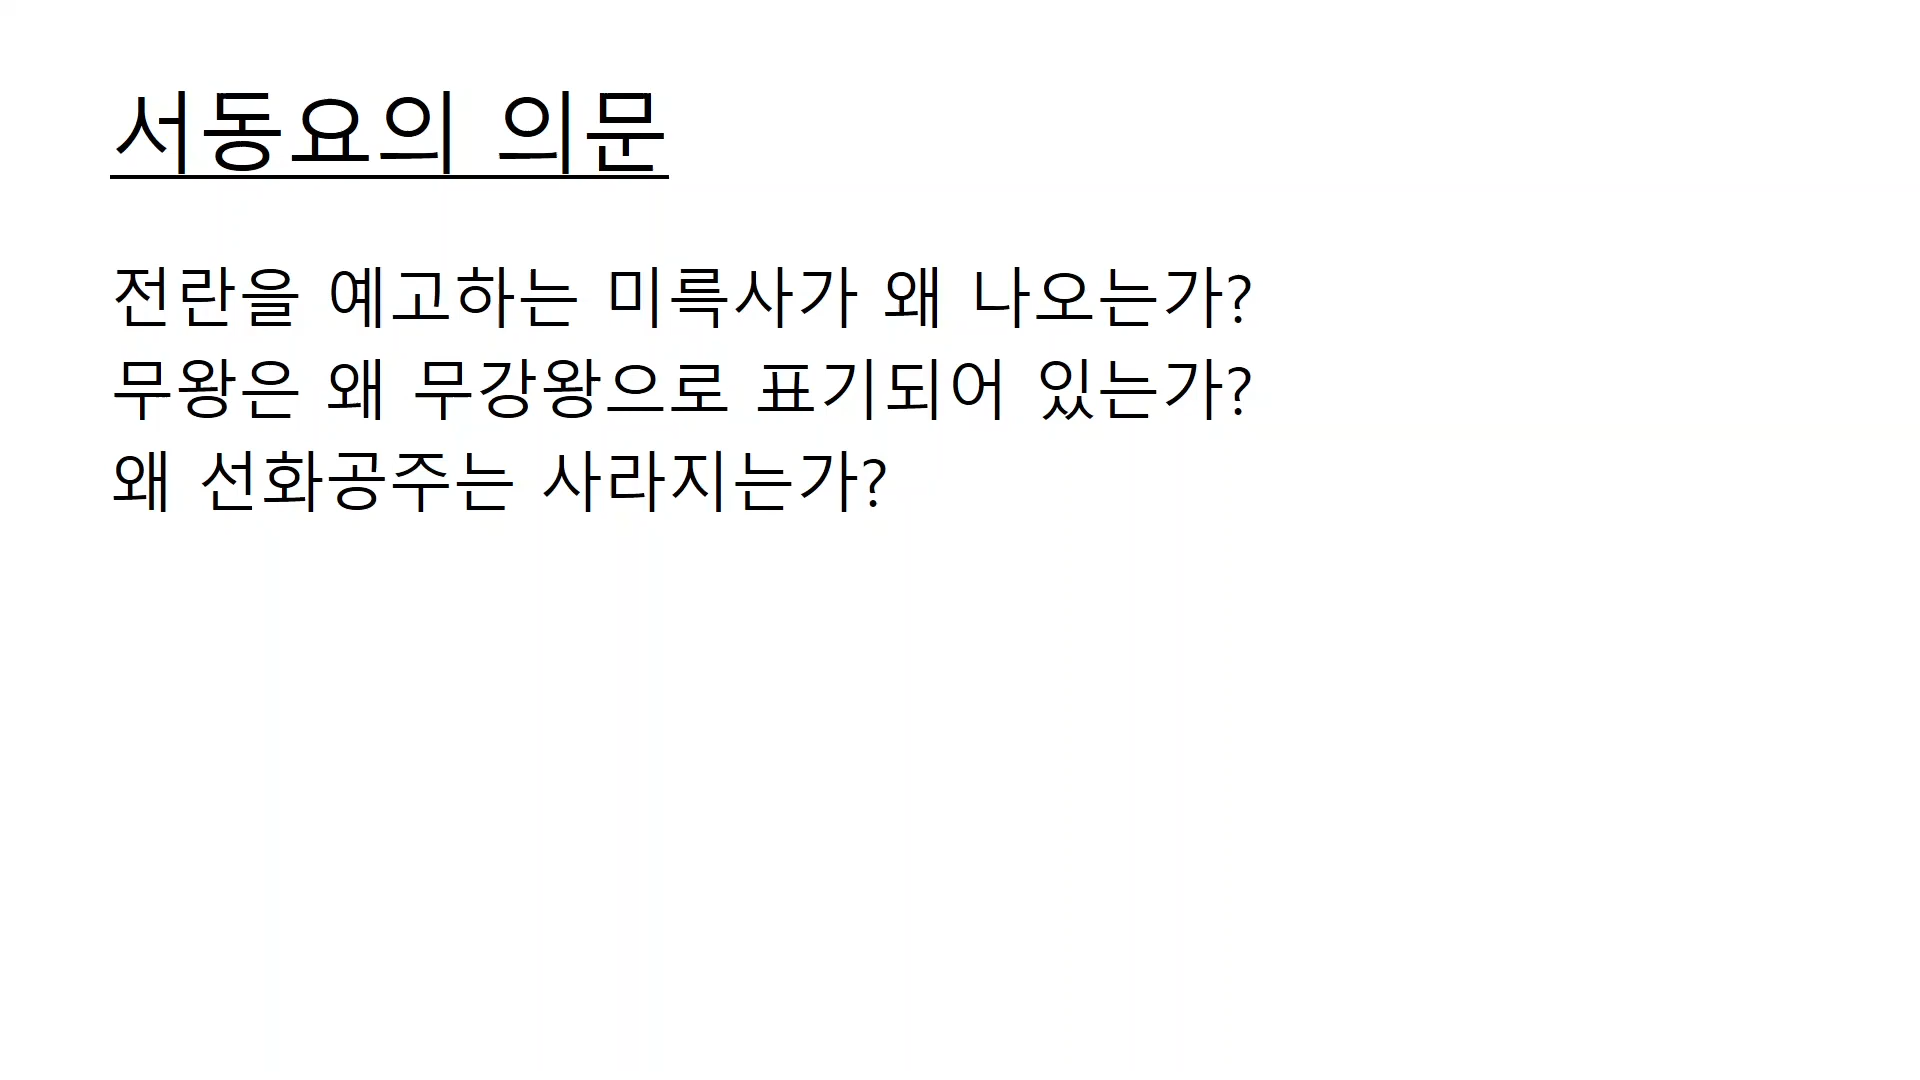 서동요의 의문
전란을 예고하는 미륵사가 왜 나오는가?
무왕은 왜 무강왕으로 표기되어 있는가?
왜 선화공주는 사라지는가?